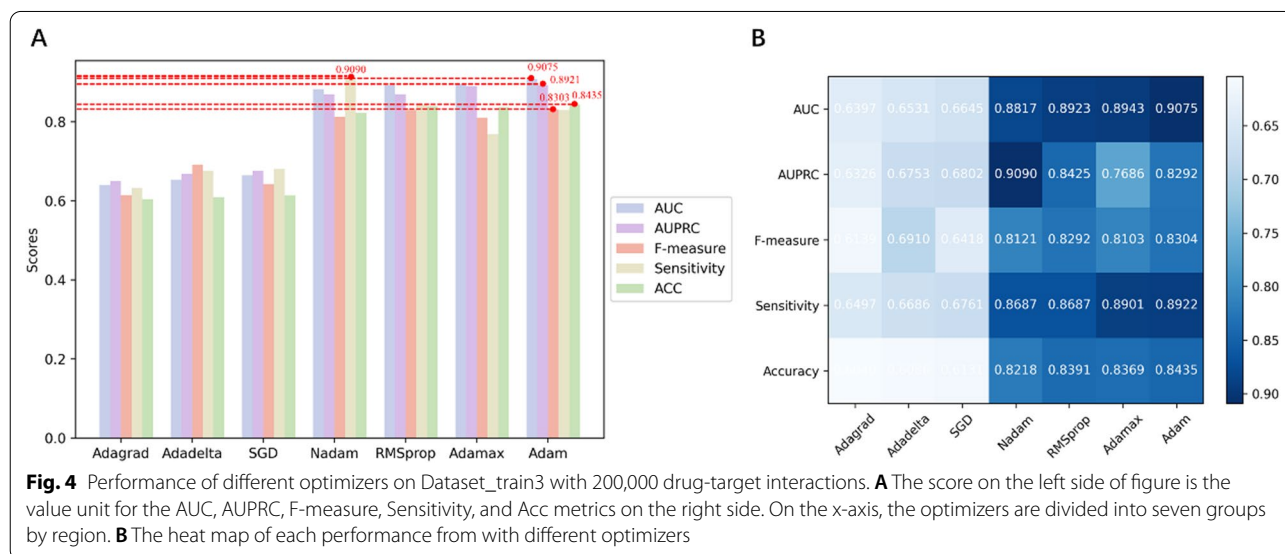 A
0.9090
0.9075
0.8921
0.8303
0.8435
0.8
0.6
0.4
0.2
0.0
Scores
AUC
AUPRC
F-measure
Sensitivity
ACC
Adagrad Adadelta SGD Nadam RMSprop Adamax Adam
B
AUC 0.6397 0.6531 0.6645 0.8817 0.8923 0.8943 0.9075
AUPRC 0.6326 0.6753 0.6802 0.9090 0.8425 0.7686 0.8292
F-measure 0.6910 0.6418 0.8121 0.8292 0.8103 0.8304
Sensitivity 0.6497 0.6686 0.6761 0.8687 0.8687 0.8901 0.8922
Accuracy 0.8218 0.8391 0.8369 0.8435
Adagrad Adadelta SGD Nadam RMSprop Adamax Adam
0.65
0.70
0.75
0.80
0.85
0.90
Fig. 4 Performance of different optimizers on Dataset_train3 with 200,000 drug-target interactions. A The score on the left side of figure is the
value unit for the AUC, AUPRC, F-measure, Sensitivity, and Acc metrics on the right side. On the x-axis, the optimizers are divided into seven groups
by region. B The heat map of each performance from with different optimizers